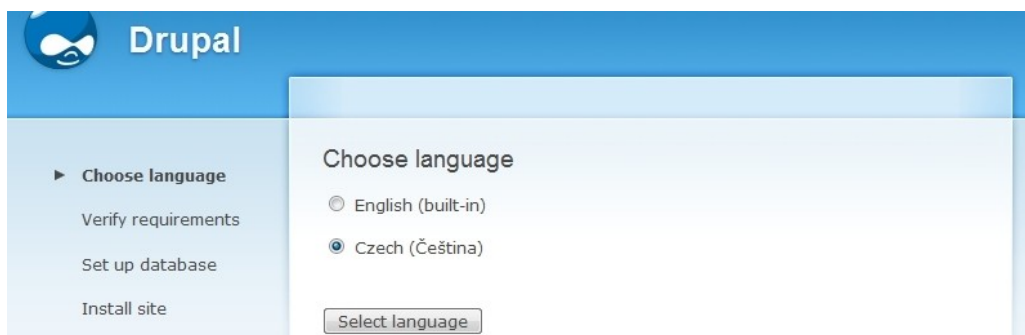 Drupal
Choose language
Verify requirements
Set up database
Install site
Choose language
English (built-in)
Czech (Čeština)
Select language